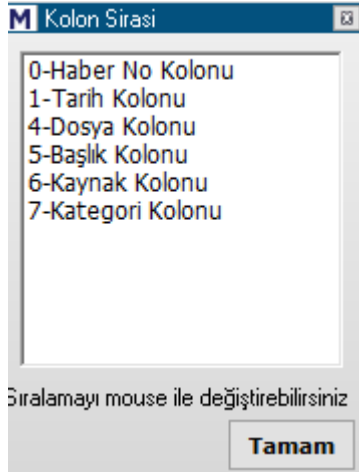 M Kolon Sirasi
0-Haber No Kolonu
1-Tarih Kolonu
4-Dosya Kolonu
5-Başlık Kolonu
6-Kaynak Kolonu
7-Kategori Kolonu
Sıralamayı mouse ile değiştirebilirsiniz
Tamam